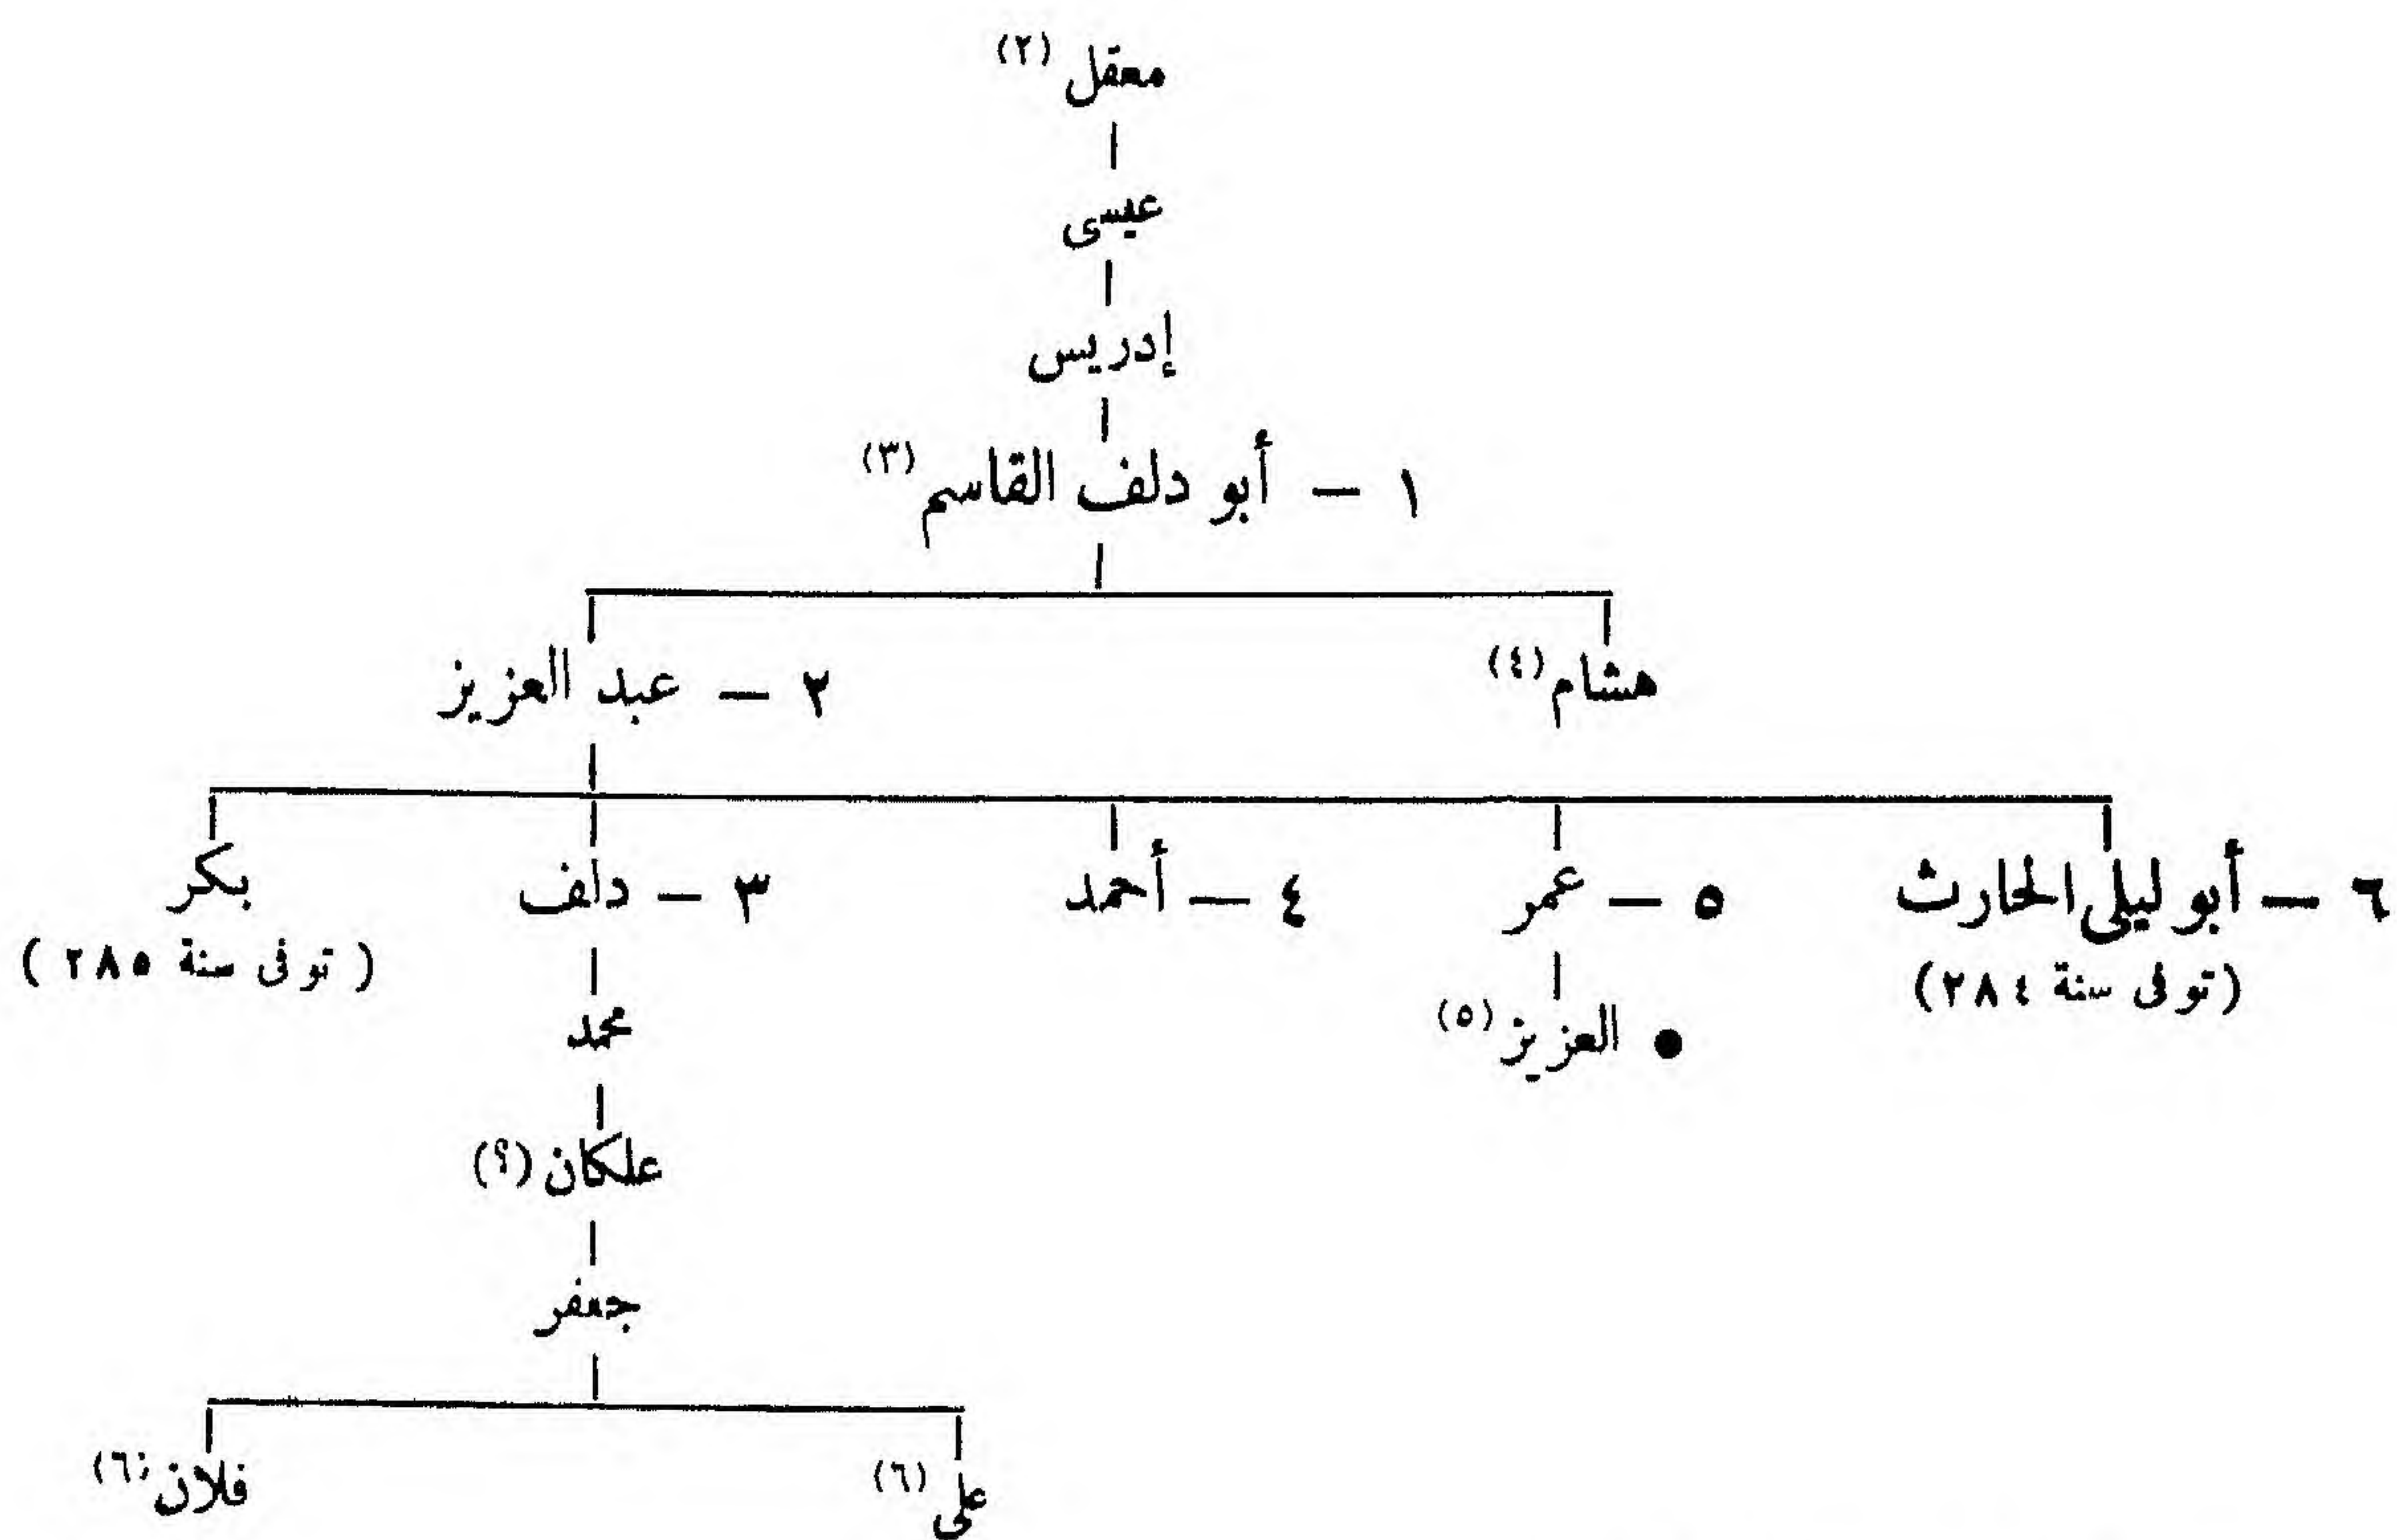 معقل (٢)
عيسى
إدريس
١ – أبو دلف القاسم (٣)
هشام (٤)
٢ – عبد العزيز
٦ – أبو ليلى الحارث
(توفى سنة ٢٨٤)
٥ – عمر
٤ – أحمد
٣ – دلف
بكر
(توفى سنة ٢٨٥)
• العزيز (٥)
محمد
علكان (؟)
جعفر
على (٦)
فلان (٦)